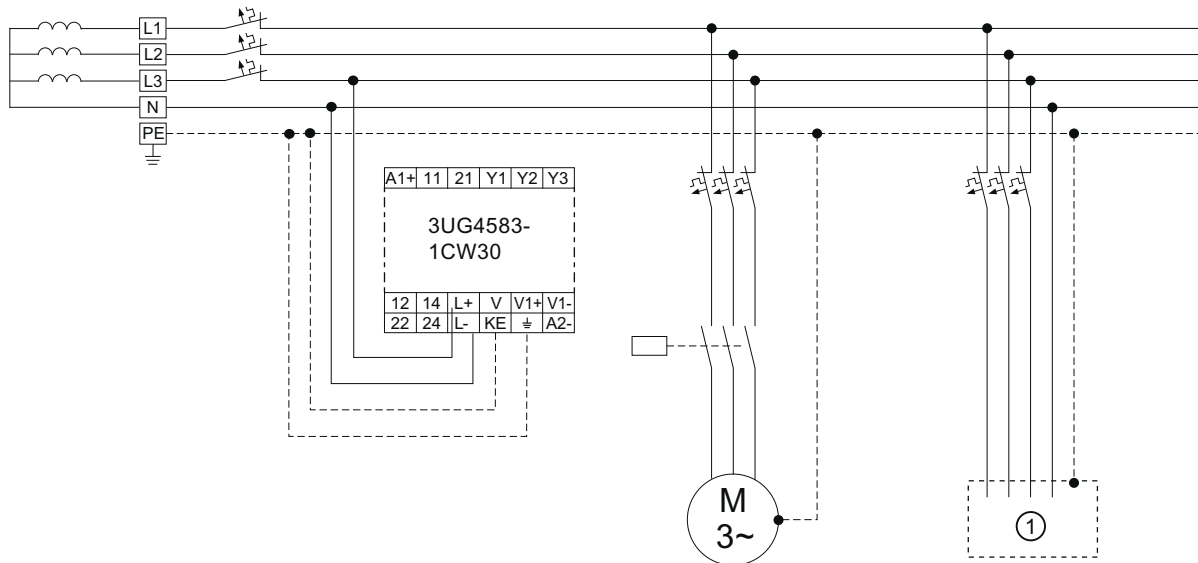 L1
L2
L3
N
PE
A1+ 11 21 Y1 Y2 Y3
3UG4583-
1CW30
12 14 L+ V V1+ V1-
22 24 L- KE ⏚ A2-
M
3~
①